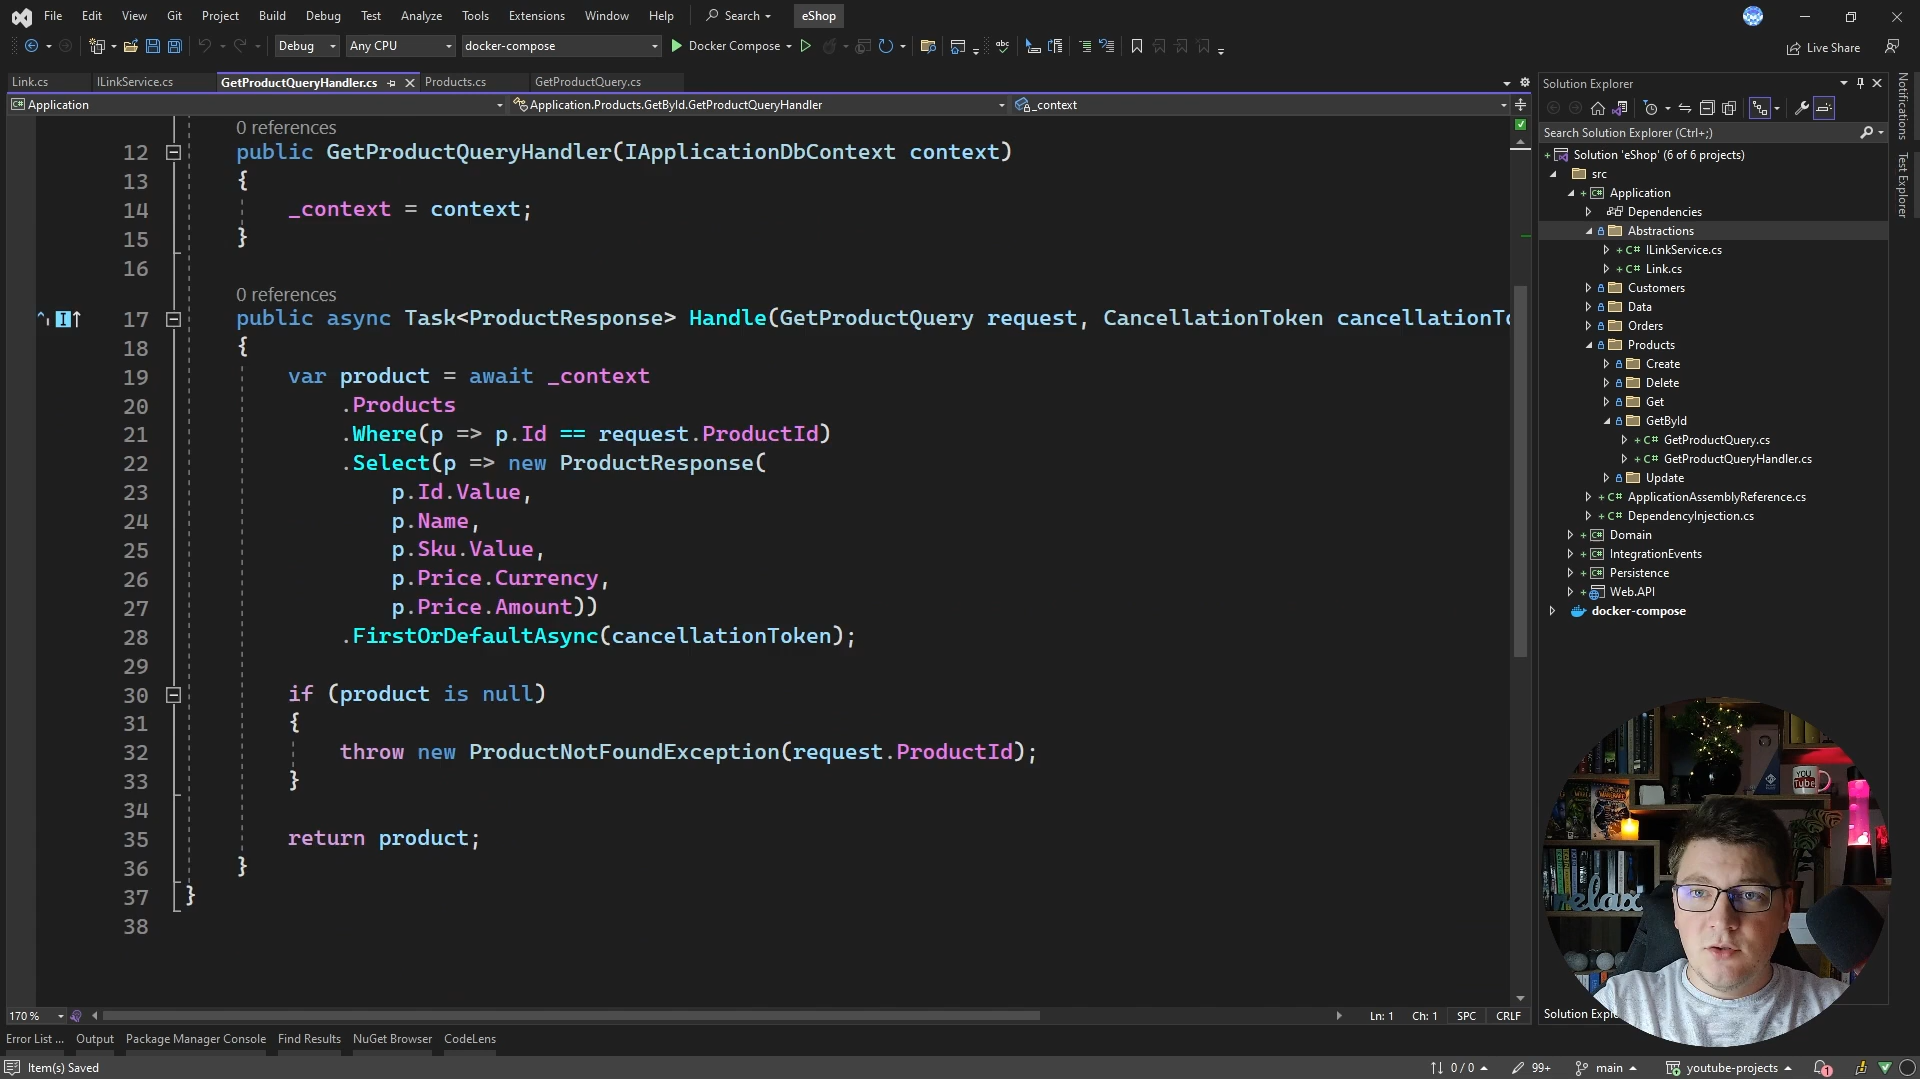 File Edit View Git Project Build Debug Test Analyze Tools Extensions Window Help Search eShop
Debug Any CPU docker-compose Docker Compose Live Share
Link.cs ILinkService.cs GetProductQueryHandler.cs Products.cs GetProductQuery.cs
Application Application.Products.GetById.GetProductQueryHandler _context
0 references
12 public GetProductQueryHandler(IApplicationDbContext context)
13 {
14 _context = context;
15 }
16
0 references
17 public async Task<ProductResponse> Handle(GetProductQuery request, CancellationToken cancellationTo
18 {
19 var product = await _context
20 .Products
21 .Where(p => p.Id == request.ProductId)
22 .Select(p => new ProductResponse(
23 p.Id.Value,
24 p.Name,
25 p.Sku.Value,
26 p.Price.Currency,
27 p.Price.Amount))
28 .FirstOrDefaultAsync(cancellationToken);
29
30 if (product is null)
31 {
32 throw new ProductNotFoundException(request.ProductId);
33 }
34
35 return product;
36 }
37 }
38
170 % Ln: 1 Ch: 1 SPC CRLF
Error List ... Output Package Manager Console Find Results NuGet Browser CodeLens
Item(s) Saved 0 / 0 99+ main youtube-projects 1
Solution Explorer
Search Solution Explorer (Ctrl+;)
Solution 'eShop' (6 of 6 projects)
src
Application
Dependencies
Abstractions
ILinkService.cs
Link.cs
Customers
Data
Orders
Products
Create
Delete
Get
GetById
GetProductQuery.cs
GetProductQueryHandler.cs
Update
ApplicationAssemblyReference.cs
DependencyInjection.cs
Domain
IntegrationEvents
Persistence
Web.API
docker-compose
Solution Explo
Notifications
Test Explorer
YOU
Tube
relax